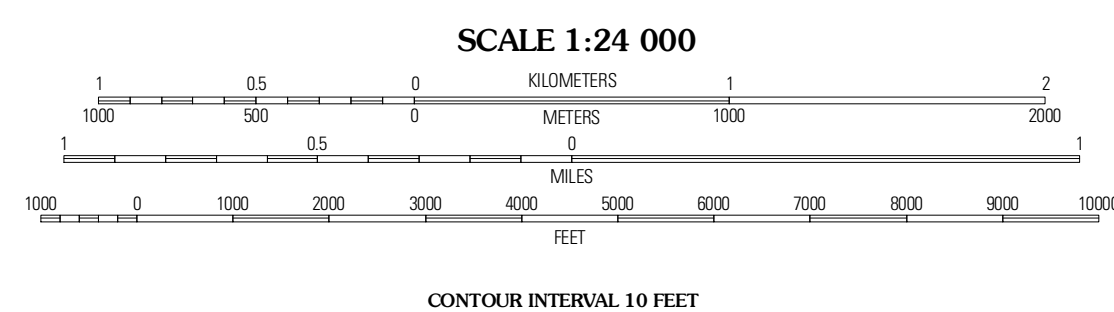 SCALE 1:24 000
1 0.5 0 KILOMETERS 1 2
1000 500 0 METERS 1000 2000
1 0.5 0 1
MILES
1000 0 1000 2000 3000 4000 5000 6000 7000 8000 9000 10000
FEET
CONTOUR INTERVAL 10 FEET